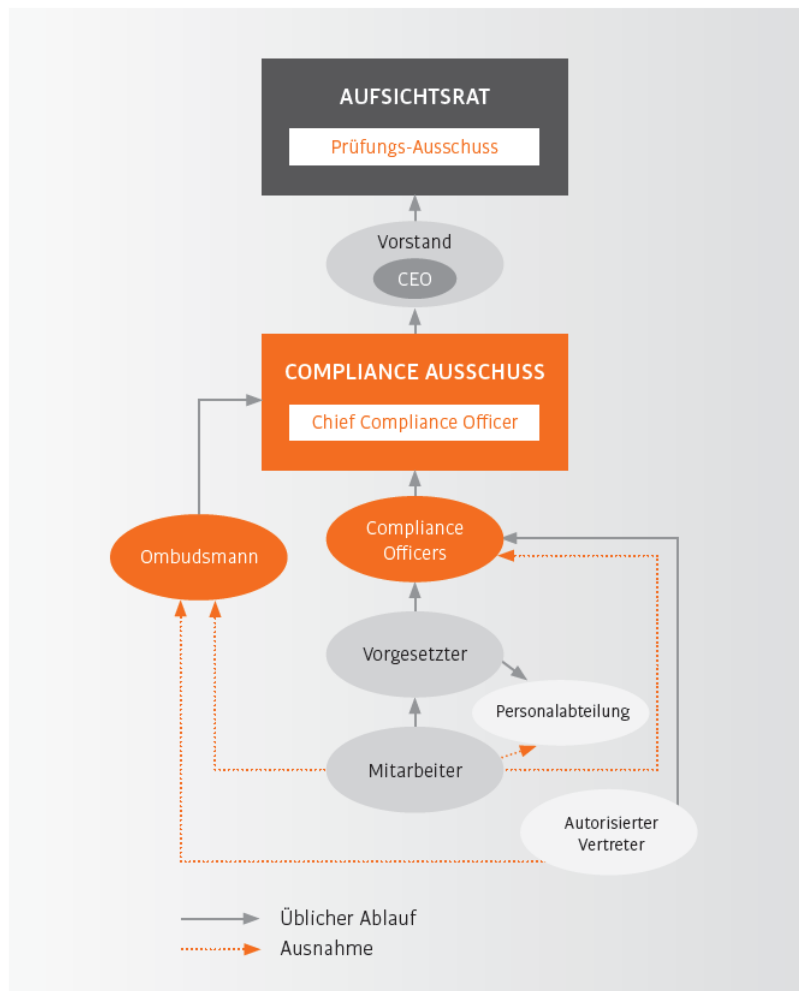 AUFSICHTSRAT
Prüfungs-Ausschuss
Vorstand
CEO
COMPLIANCE AUSSCHUSS
Chief Compliance Officer
Ombudsmann
Compliance
Officers
Vorgesetzter
Personalabteilung
Mitarbeiter
Autorisierter
Vertreter
Üblicher Ablauf
Ausnahme